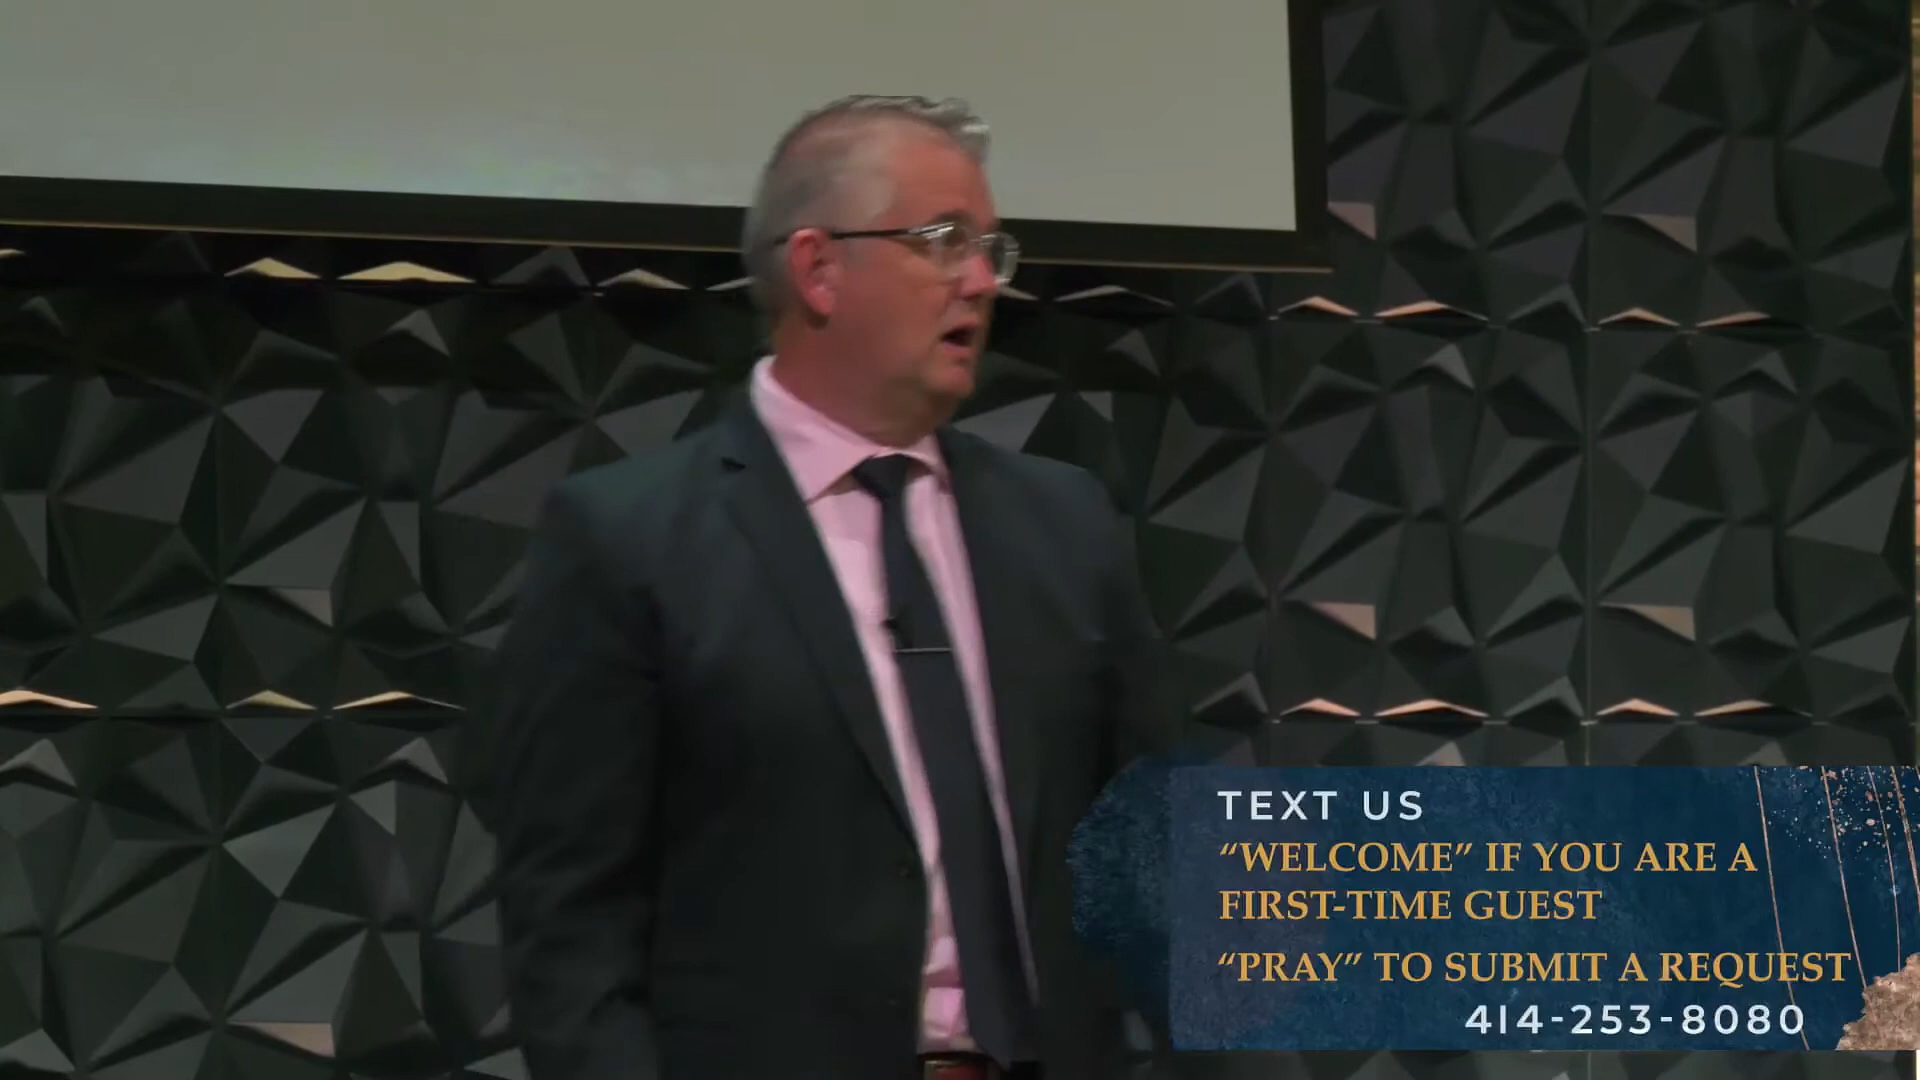 TEXT US
“WELCOME” IF YOU ARE A
FIRST-TIME GUEST
“PRAY” TO SUBMIT A REQUEST
414-253-8080